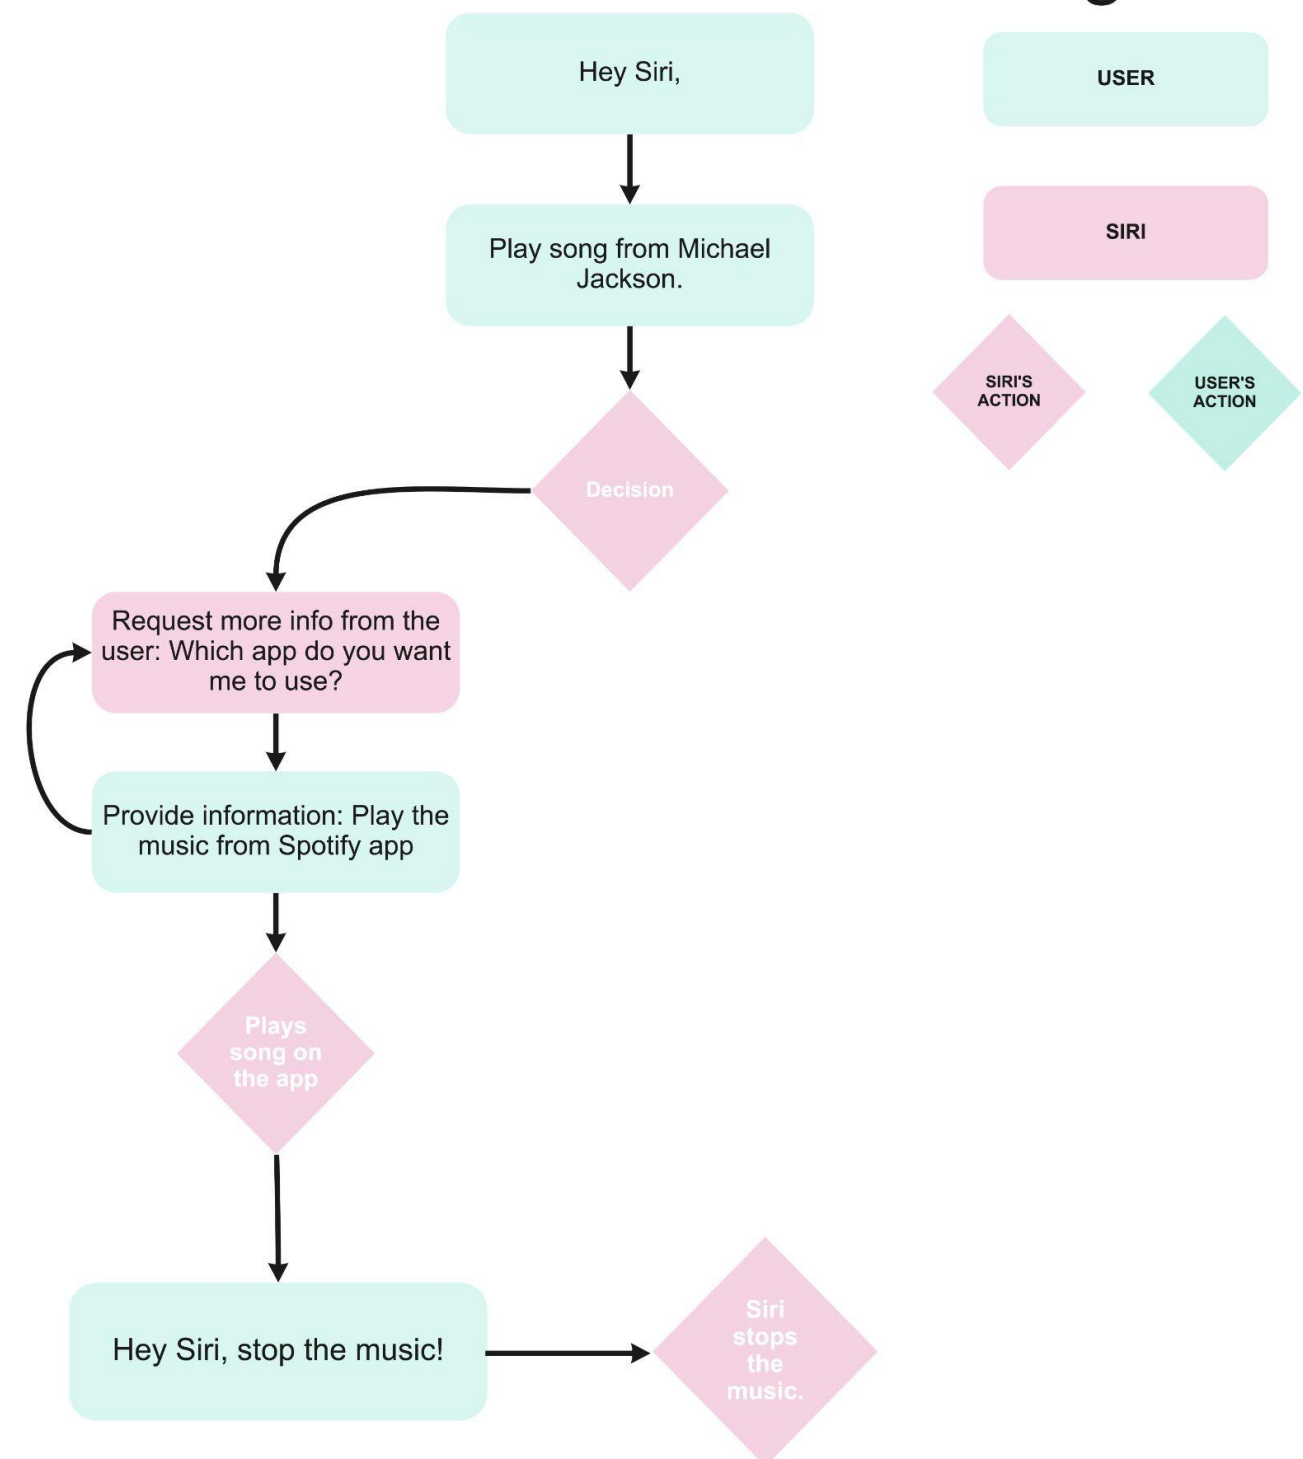 Hey Siri,
Play song from Michael
Jackson.
Decision
Request more info from the
user: Which app do you want
me to use?
Provide information: Play the
music from Spotify app
Plays
song on
the app
Hey Siri, stop the music!
Siri
stops
the
music.
USER
SIRI
SIRI'S
ACTION
USER'S
ACTION